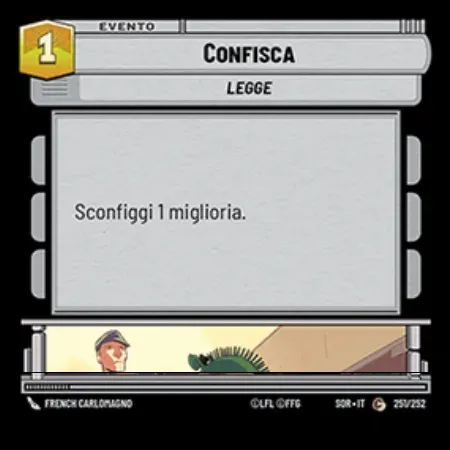 EVENTO
1
CONFISCA
LEGGE
Sconfiggi 1 miglioria.
FRENCH CARLOMAGNO ©LFL ©FFG SOR • IT C 251/252